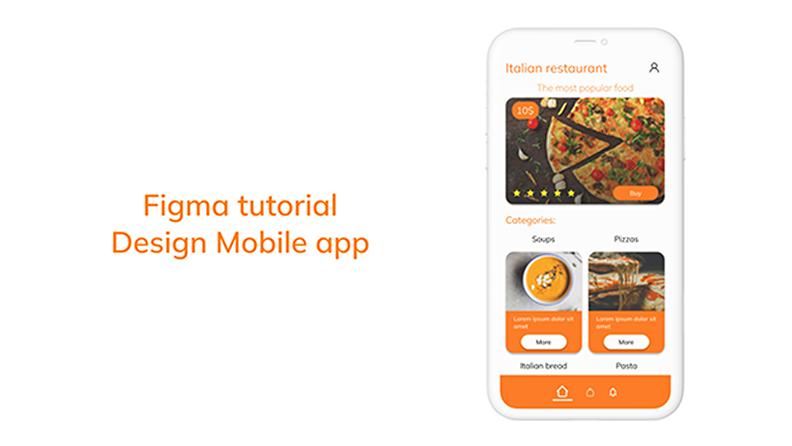 Figma tutorial
Design Mobile app
Italian restaurant
The most popular food
10$
Buy
Categories:
Soups
Pizzas
Lorem ipsum dolor sit
amet
Lorem ipsum dolor sit
amet
More
More
Italian bread
Pasta